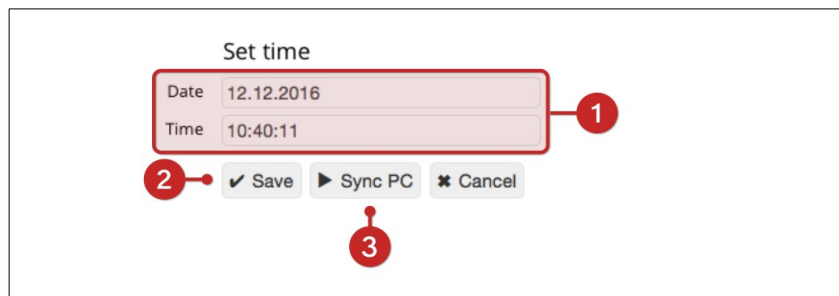 Set time
Date 12.12.2016
Time 10:40:11
1
2 ✔ Save ▶ Sync PC ✖ Cancel
3